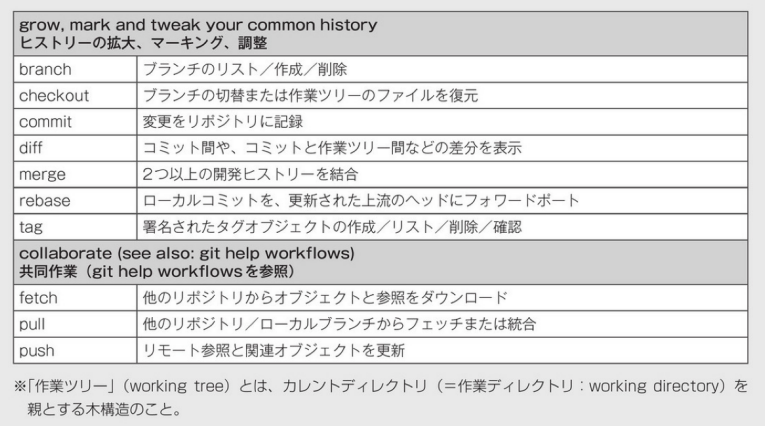 grow, mark and tweak your common history
ヒストリーの拡大、マーキング、調整
branch ブランチのリスト／作成／削除
checkout ブランチの切替または作業ツリーのファイルを復元
commit 変更をリポジトリに記録
diff コミット間や、コミットと作業ツリー間などの差分を表示
merge 2つ以上の開発ヒストリーを結合
rebase ローカルコミットを、更新された上流のヘッドにフォワードポート
tag 署名されたタグオブジェクトの作成／リスト／削除／確認
collaborate (see also: git help workflows)
共同作業（git help workflowsを参照）
fetch 他のリポジトリからオブジェクトと参照をダウンロード
pull 他のリポジトリ／ローカルブランチからフェッチまたは統合
push リモート参照と関連オブジェクトを更新
※「作業ツリー」（working tree）とは、カレントディレクトリ（＝作業ディレクトリ：working directory）を
親とする木構造のこと。